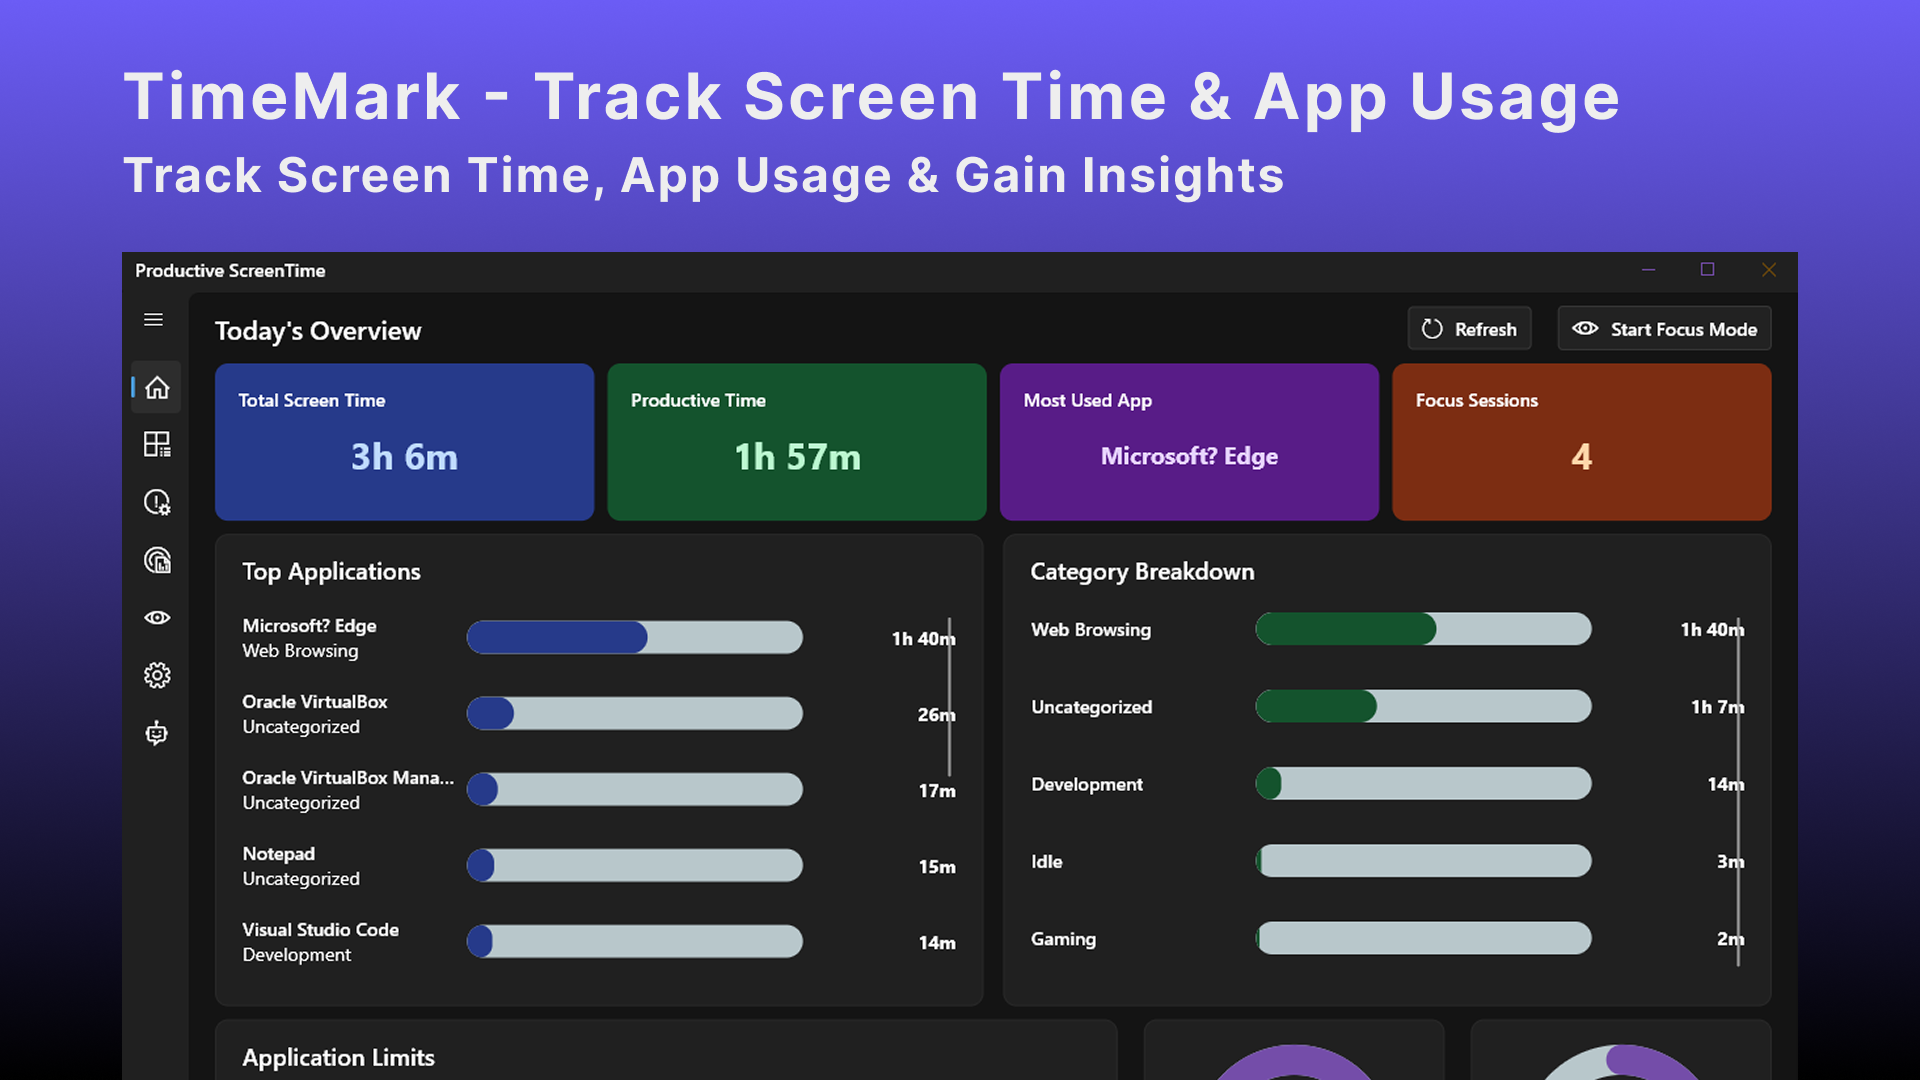 TimeMark - Track Screen Time & App Usage
Track Screen Time, App Usage & Gain Insights
Productive ScreenTime
Today's Overview
Refresh
Start Focus Mode
Total Screen Time
3h 6m
Productive Time
1h 57m
Most Used App
Microsoft? Edge
Focus Sessions
4
Top Applications
Microsoft? Edge
Web Browsing
1h 40m
Oracle VirtualBox
Uncategorized
26m
Oracle VirtualBox Mana...
Uncategorized
17m
Notepad
Uncategorized
15m
Visual Studio Code
Development
14m
Category Breakdown
Web Browsing
1h 40m
Uncategorized
1h 7m
Development
14m
Idle
3m
Gaming
2m
Application Limits